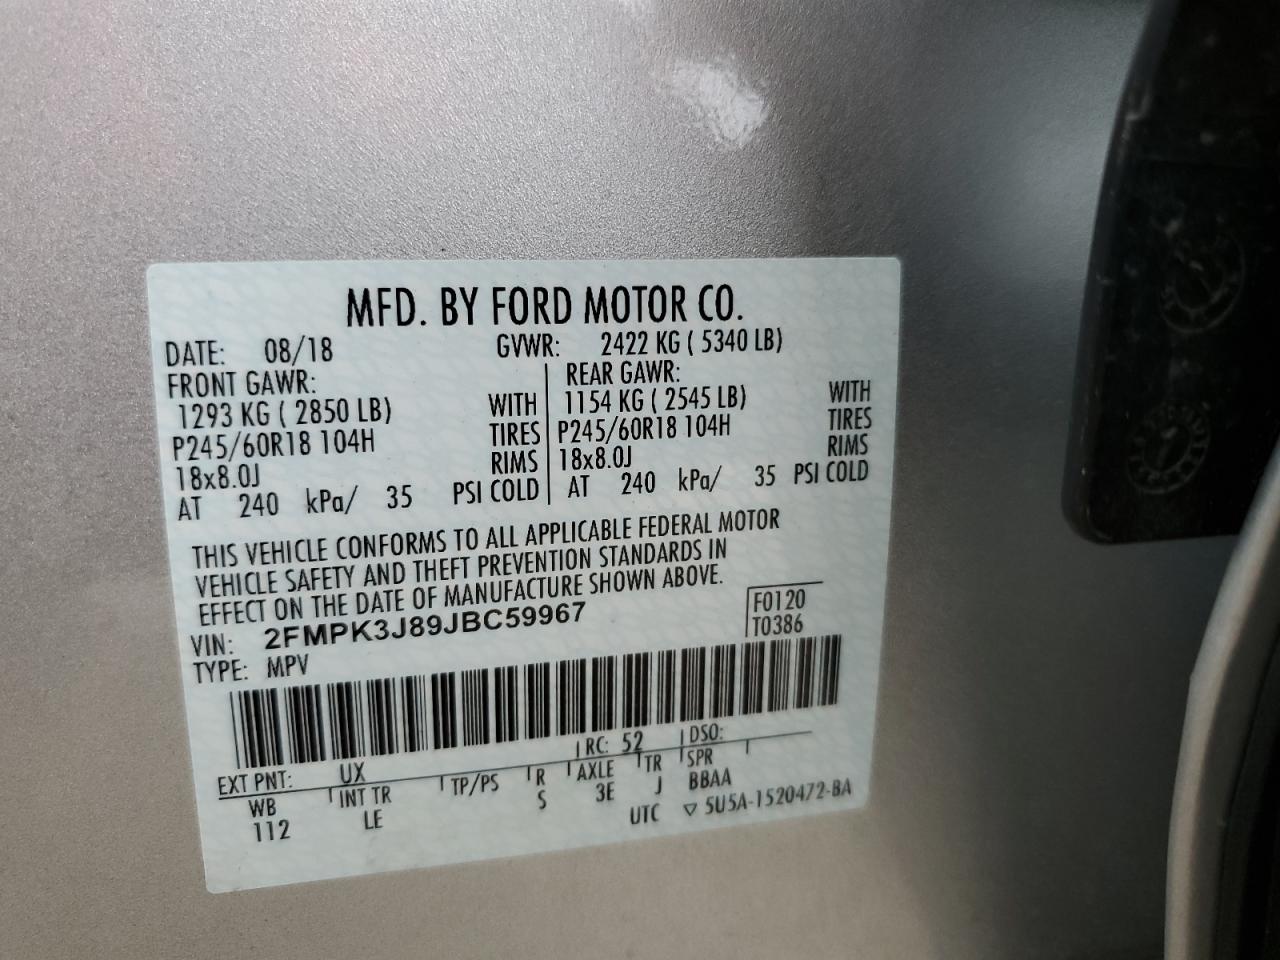 MFD. BY FORD MOTOR CO.
DATE: 08/18 GVWR: 2422 KG ( 5340 LB)
FRONT GAWR: REAR GAWR:
1293 KG ( 2850 LB) WITH 1154 KG ( 2545 LB) WITH
P245/60R18 104H TIRES P245/60R18 104H TIRES
18x8.0J RIMS 18x8.0J RIMS
AT 240 kPa/ 35 PSI COLD AT 240 kPa/ 35 PSI COLD
THIS VEHICLE CONFORMS TO ALL APPLICABLE FEDERAL MOTOR
VEHICLE SAFETY AND THEFT PREVENTION STANDARDS IN
EFFECT ON THE DATE OF MANUFACTURE SHOWN ABOVE.
VIN: 2FMPK3J89JBC59967 F0120
TYPE: MPV T0386
EXT PNT: UX RC: 52 DSO:
WB INT TR TP/PS R AXLE TR SPR
112 LE S 3E J BBAA
UTC ▽ 5U5A-1520472-BA